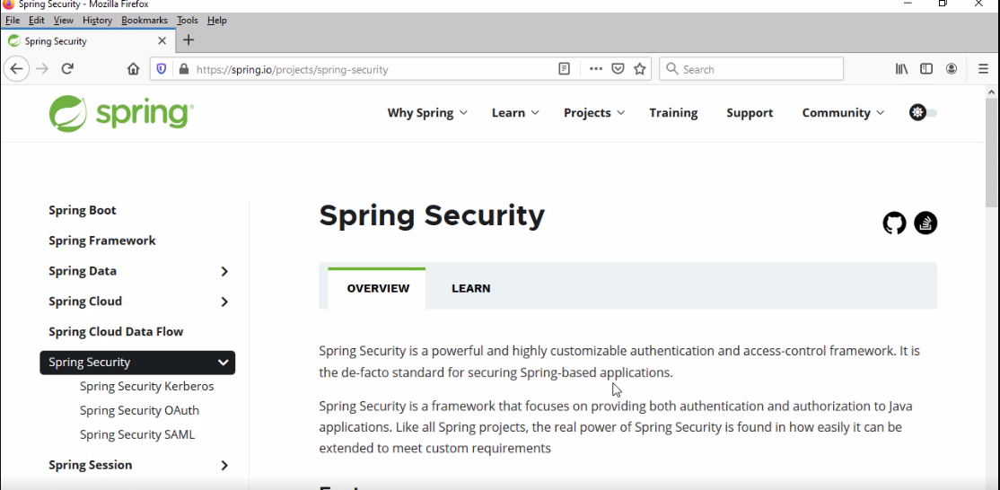 Spring Security - Mozilla Firefox
File Edit View History Bookmarks Tools Help
Spring Security
https://spring.io/projects/spring-security
Search
spring
Why Spring Learn Projects Training Support Community
Spring Boot
Spring Framework
Spring Data
Spring Cloud
Spring Cloud Data Flow
Spring Security
Spring Security Kerberos
Spring Security OAuth
Spring Security SAML
Spring Session
Spring Security
OVERVIEW LEARN
Spring Security is a powerful and highly customizable authentication and access-control framework. It is
the de-facto standard for securing Spring-based applications.
Spring Security is a framework that focuses on providing both authentication and authorization to Java
applications. Like all Spring projects, the real power of Spring Security is found in how easily it can be
extended to meet custom requirements